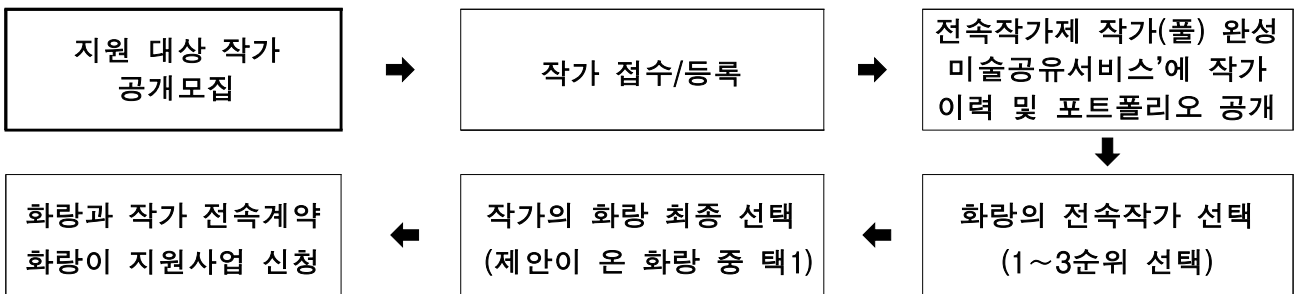 지원 대상 작가
공개모집
작가 접수/등록
전속작가제 작가(풀) 완성
미술공유서비스’에 작가
이력 및 포트폴리오 공개
화랑의 전속작가 선택
(1~3순위 선택)
작가의 화랑 최종 선택
(제안이 온 화랑 중 택1)
화랑과 작가 전속계약
화랑이 지원사업 신청